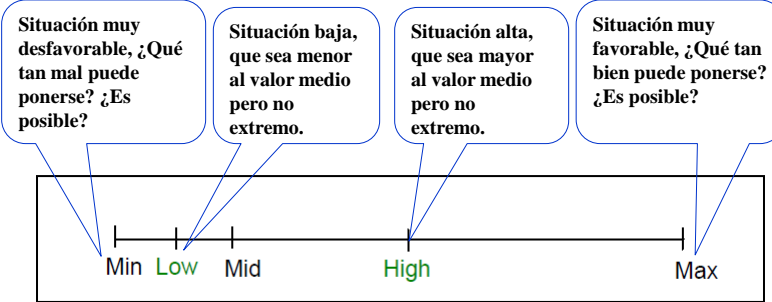 Situación muy
desfavorable, ¿Qué
tan mal puede
ponerse? ¿Es
posible?
Situación baja,
que sea menor
al valor medio
pero no
extremo.
Situación alta,
que sea mayor
al valor medio
pero no
extremo.
Situación muy
favorable, ¿Qué tan
bien puede ponerse?
¿Es posible?
Min Low Mid High Max